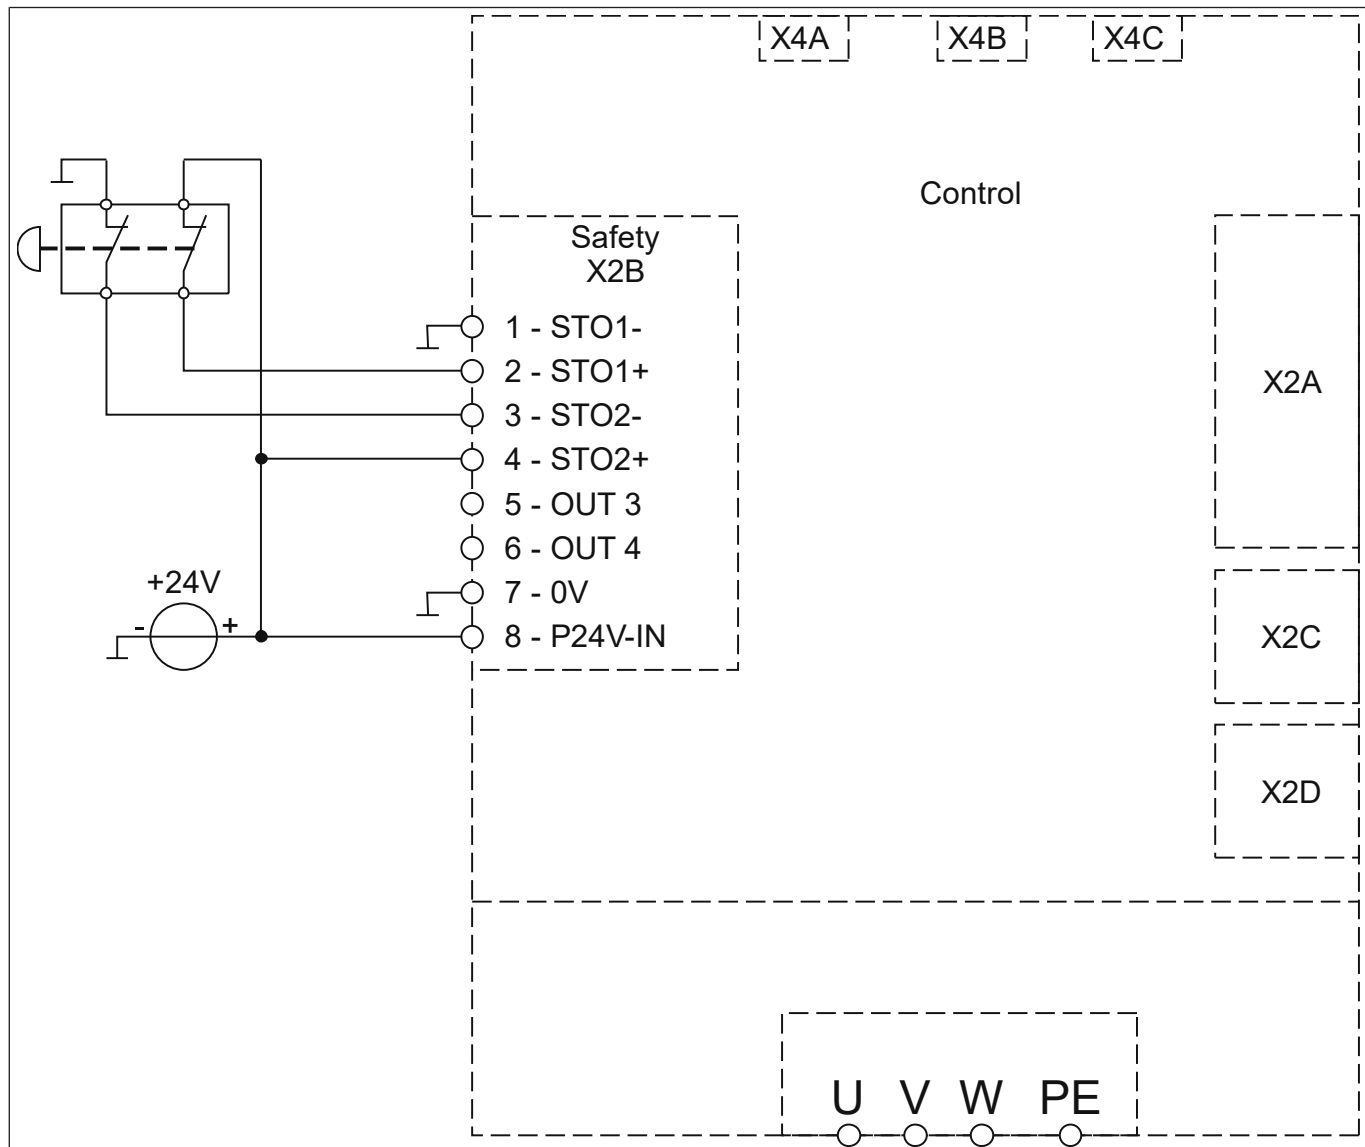 X4A X4B X4C
Control
Safety
X2B
1 - STO1-
2 - STO1+
3 - STO2-
4 - STO2+
5 - OUT 3
6 - OUT 4
7 - 0V
8 - P24V-IN
+24V
- +
X2A
X2C
X2D
U V W PE